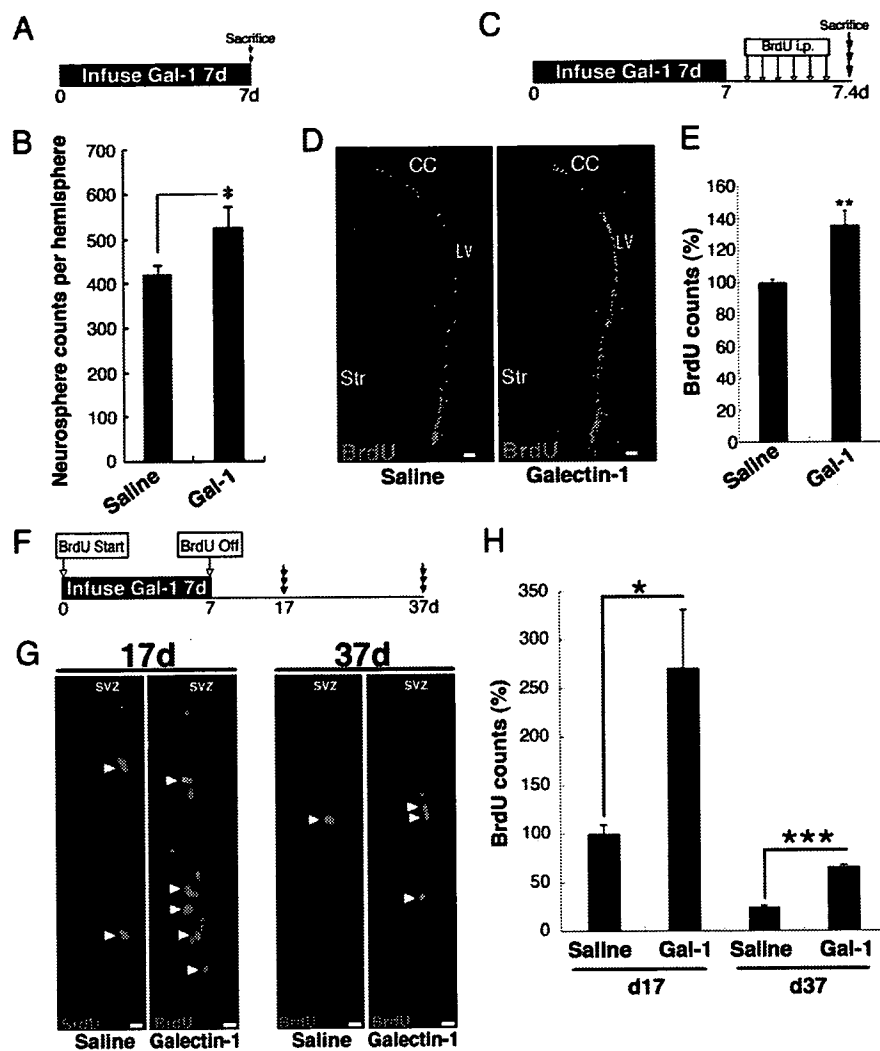 A
Sacrifice
Infuse Gal-1 7d
0 7d
B
Neurosphere counts per hemisphere
700
600
500
400
300
200
100
0
‡
Saline Gal-1
C
Sacrifice
BrdU i.p.
Infuse Gal-1 7d
0 7 7.4d
D
CC CC
LV LV
Str Str
BrdU BrdU
Saline Galectin-1
E
BrdU counts (%)
160
140
120
100
80
60
40
20
0
**
Saline Gal-1
F
BrdU Start BrdU Off
Infuse Gal-1 7d
0 7 17 37d
G
17d 37d
svz svz svz svz
BrdU BrdU BrdU BrdU
Saline Galectin-1 Saline Galectin-1
H
BrdU counts (%)
350
300
250
200
150
100
50
0
*
***
Saline Gal-1 Saline Gal-1
d17 d37